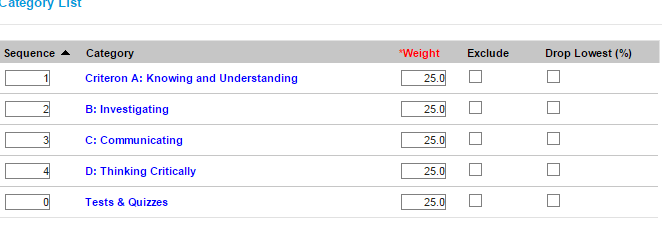 Category List
Sequence ▲ Category *Weight Exclude Drop Lowest (%)
1 Criteron A: Knowing and Understanding 25.0
2 B: Investigating 25.0
3 C: Communicating 25.0
4 D: Thinking Critically 25.0
0 Tests & Quizzes 25.0